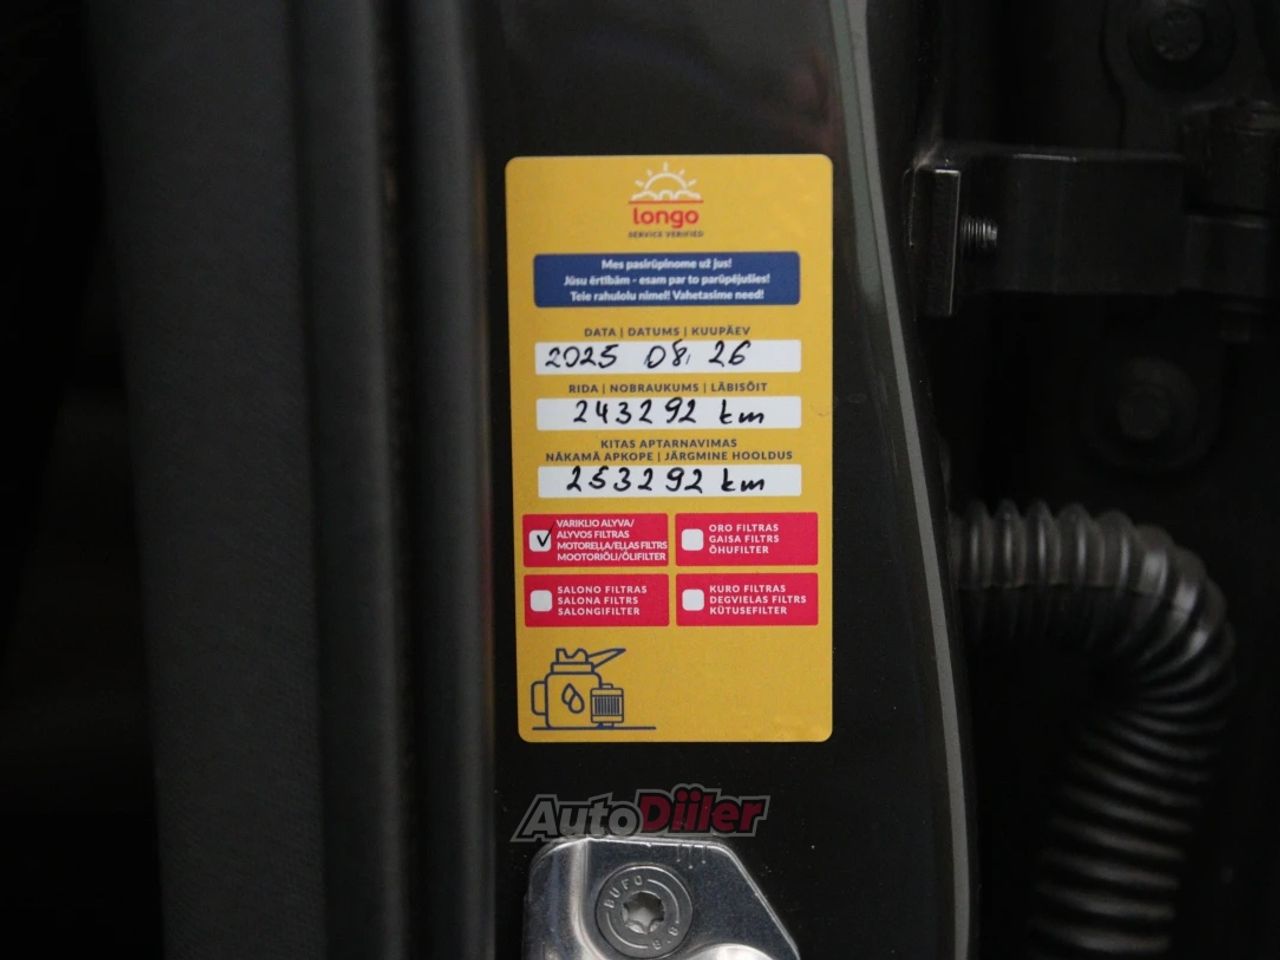 longo
SERVICE VERIFIED
Mes pasirūpinome už jus!
Jūsu ērtībām - esam par to parūpējušies!
Teie rahulolu nimel! Vahetasime need!
DATA | DATUMS | KUUPÄEV
2025 08. 26
RIDA | NOBRAUKUMS | LÄBISÕIT
243292 km
KITAS APTARNAVIMAS
NĀKAMĀ APKOPE | JÄRGMINE HOOLDUS
253292 km
VARIKLIO ALYVA/
ALYVOS FILTRAS
MOTOREĻĻA/EĻĻAS FILTRS
MOOTORIÕLI/ÕLIFILTER
ORO FILTRAS
GAISA FILTRS
ÕHUFILTER
SALONO FILTRAS
SALONA FILTRS
SALONGIFILTER
KURO FILTRAS
DEGVIELAS FILTRS
KÜTUSEFILTER
AutoDiiler
BUFO
8.8